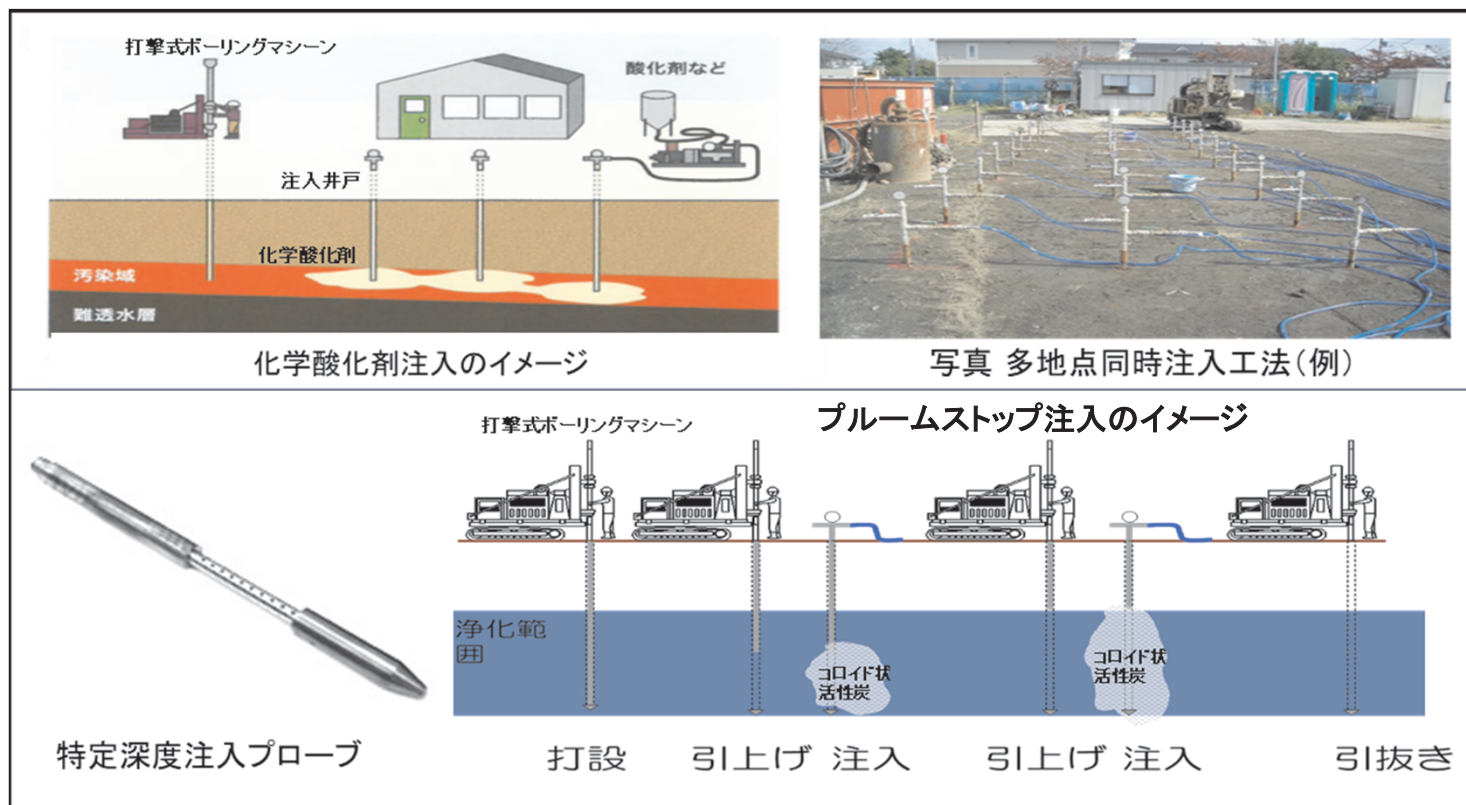 打撃式ボーリングマシーン
酸化剤など
注入井戸
化学酸化剤
汚染域
難透水層
化学酸化剤注入のイメージ
写真 多地点同時注入工法(例)
プルームストップ注入のイメージ
打撃式ボーリングマシーン
浄化範
囲
コロイド状
活性炭
コロイド状
活性炭
特定深度注入プローブ
打設
引上げ 注入
引上げ 注入
引抜き